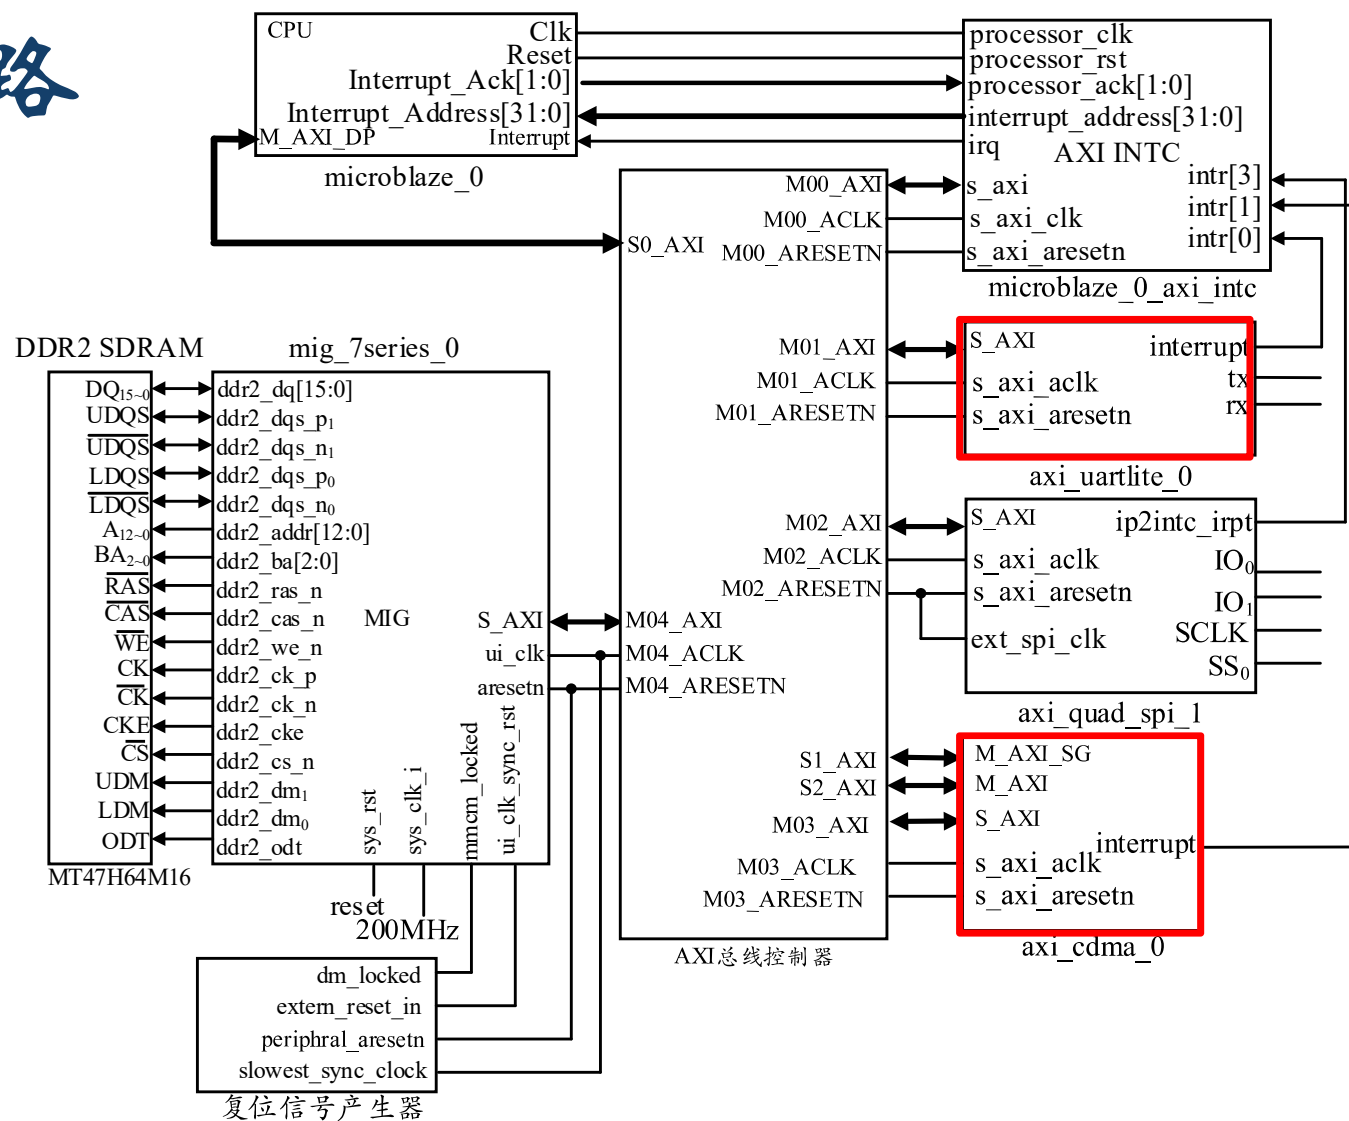 路
CPU
Clk
Reset
Interrupt_Ack[1:0]
Interrupt_Address[31:0]
M_AXI_DP
Interrupt
microblaze_0
processor_clk
processor_rst
processor_ack[1:0]
interrupt_address[31:0]
irq
AXI INTC
s_axi
s_axi_clk
s_axi_aresetn
intr[3]
intr[1]
intr[0]
microblaze_0_axi_intc
S0_AXI
M00_AXI
M00_ACLK
M00_ARESETN
M01_AXI
M01_ACLK
M01_ARESETN
M02_AXI
M02_ACLK
M02_ARESETN
M04_AXI
M04_ACLK
M04_ARESETN
S1_AXI
S2_AXI
M03_AXI
M03_ACLK
M03_ARESETN
AXI总线控制器
S_AXI
s_axi_aclk
s_axi_aresetn
interrupt
tx
rx
axi_uartlite_0
S_AXI
s_axi_aclk
s_axi_aresetn
ext_spi_clk
ip2intc_irpt
IO0
IO1
SCLK
SS0
axi_quad_spi_1
M_AXI_SG
M_AXI
S_AXI
interrupt
s_axi_aclk
s_axi_aresetn
axi_cdma_0
DDR2 SDRAM
DQ15~0
UDQS
U̅D̅Q̅S̅
LDQS
L̅D̅Q̅S̅
A12~0
BA2~0
R̅A̅S̅
C̅A̅S̅
W̅E̅
CK
C̅K̅
CKE
C̅S̅
UDM
LDM
ODT
MT47H64M16
mig_7series_0
ddr2_dq[15:0]
ddr2_dqs_p1
ddr2_dqs_n1
ddr2_dqs_p0
ddr2_dqs_n0
ddr2_addr[12:0]
ddr2_ba[2:0]
ddr2_ras_n
ddr2_cas_n
ddr2_we_n
ddr2_ck_p
ddr2_ck_n
ddr2_cke
ddr2_cs_n
ddr2_dm1
ddr2_dm0
ddr2_odt
MIG
S_AXI
ui_clk
aresetn
sys_rst
sys_clk_i
mmcm_locked
ui_clk_sync_rst
reset
200MHz
dm_locked
extern_reset_in
periphral_aresetn
slowest_sync_clock
复位信号产生器